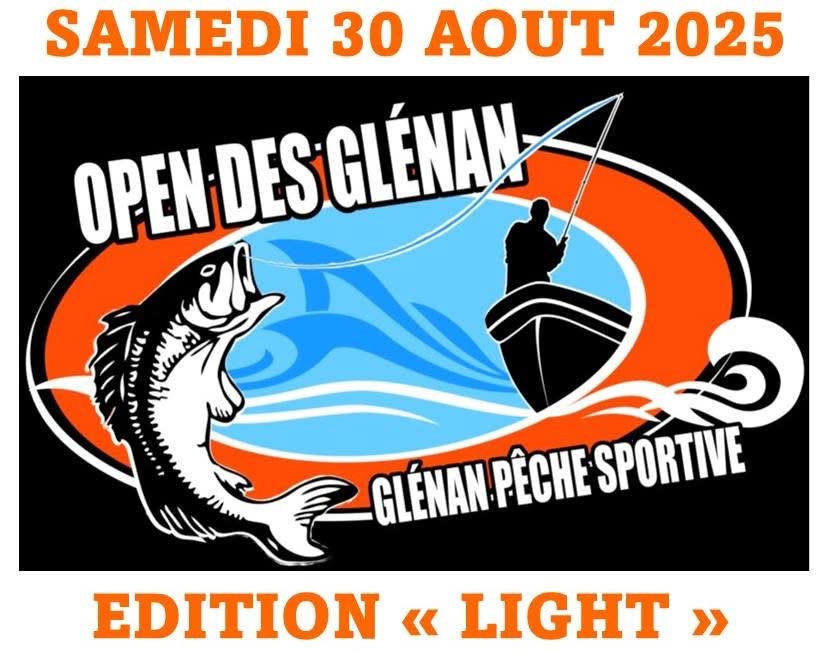 SAMEDI 30 AOUT 2025
OPEN DES GLÉNAN
GLÉNAN PÊCHE SPORTIVE
EDITION « LIGHT »